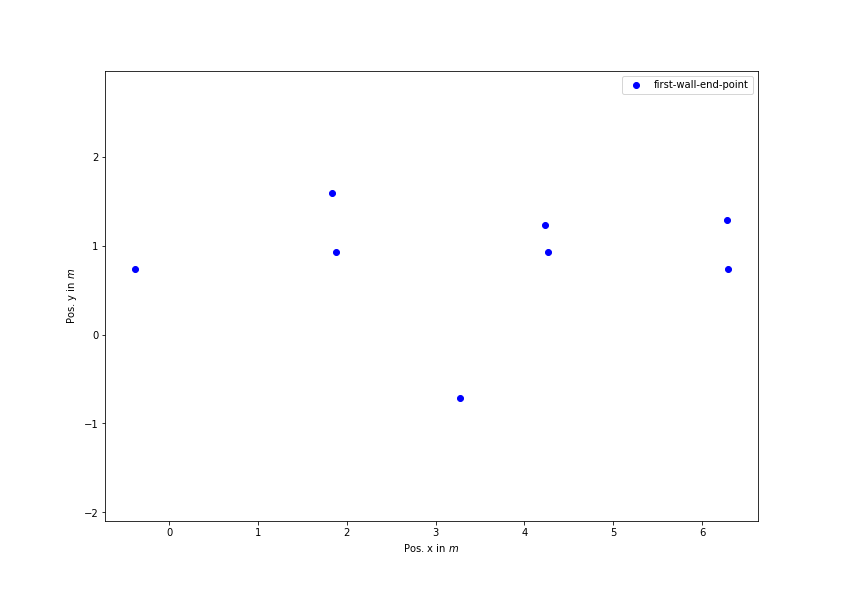 first-wall-end-point
2
1
0
−1
−2
Pos. y in m
0 1 2 3 4 5 6
Pos. x in m